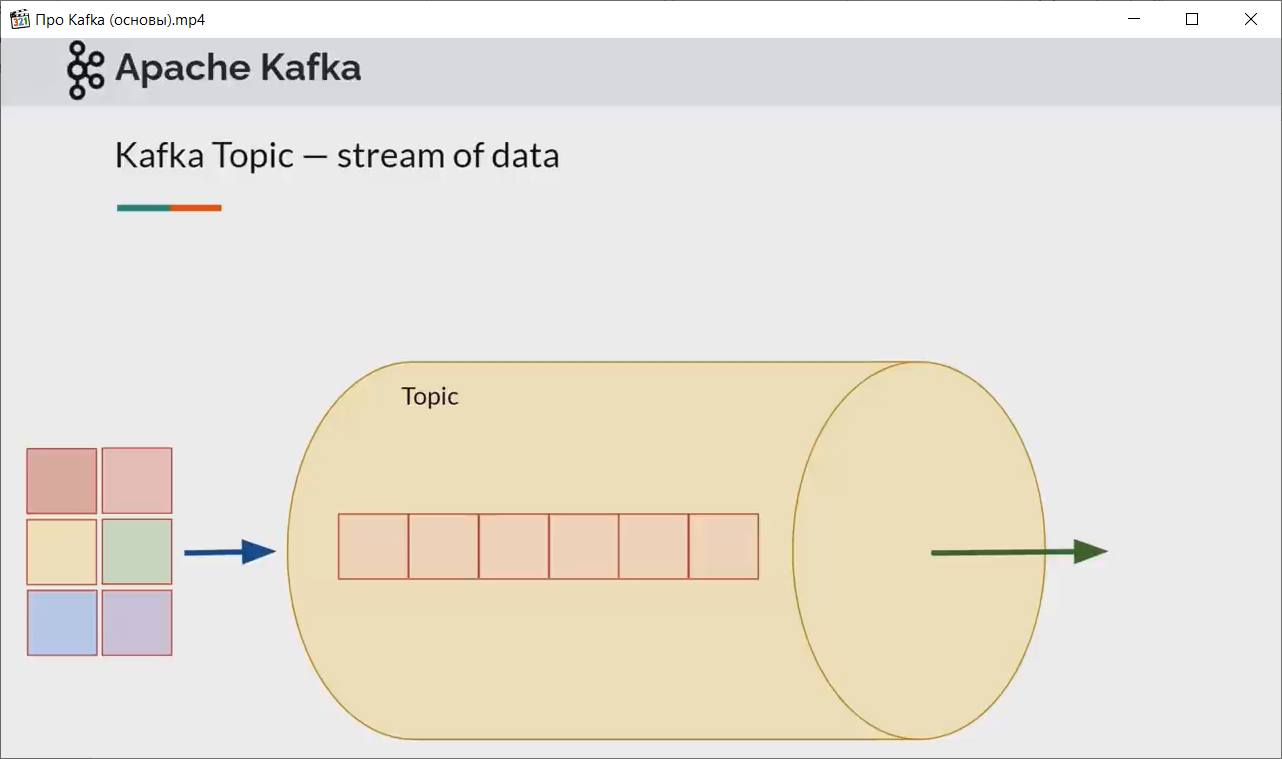 Про Kafka (основы).mp4
Apache Kafka
Kafka Topic — stream of data
Topic